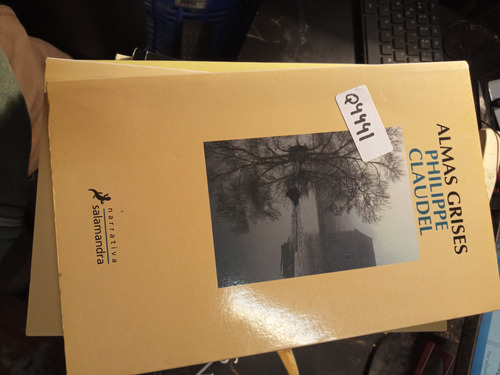 ALMAS GRISES
PHILIPPE
CLAUDEL
Q4441
narrativa
salamandra